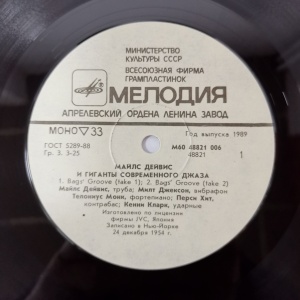 МИНИСТЕРСТВО
КУЛЬТУРЫ СССР
ВСЕСОЮЗНАЯ ФИРМА
ГРАМПЛАСТИНОК
МЕЛОДИЯ
АПРЕЛЕВСКИЙ ОРДЕНА ЛЕНИНА ЗАВОД
МОНО 33
Год выпуска 1989
ГОСТ 5289-88
М60 48821 006
Гр. 3. 3-25
48821
1
МАЙЛС ДЕЙВИС
И ГИГАНТЫ СОВРЕМЕННОГО ДЖАЗА
1. Bags' Groove (take 1); 2. Bags' Groove (take 2)
Майлс Дейвис, труба; Милт Джексон, вибрафон
Телониус Монк, фортепиано; Перси Хит,
контрабас; Кенни Кларк, ударные
Изготовлено по лицензии
фирмы JVC, Япония
Записано в Нью-Йорке
24 декабря 1954 г.